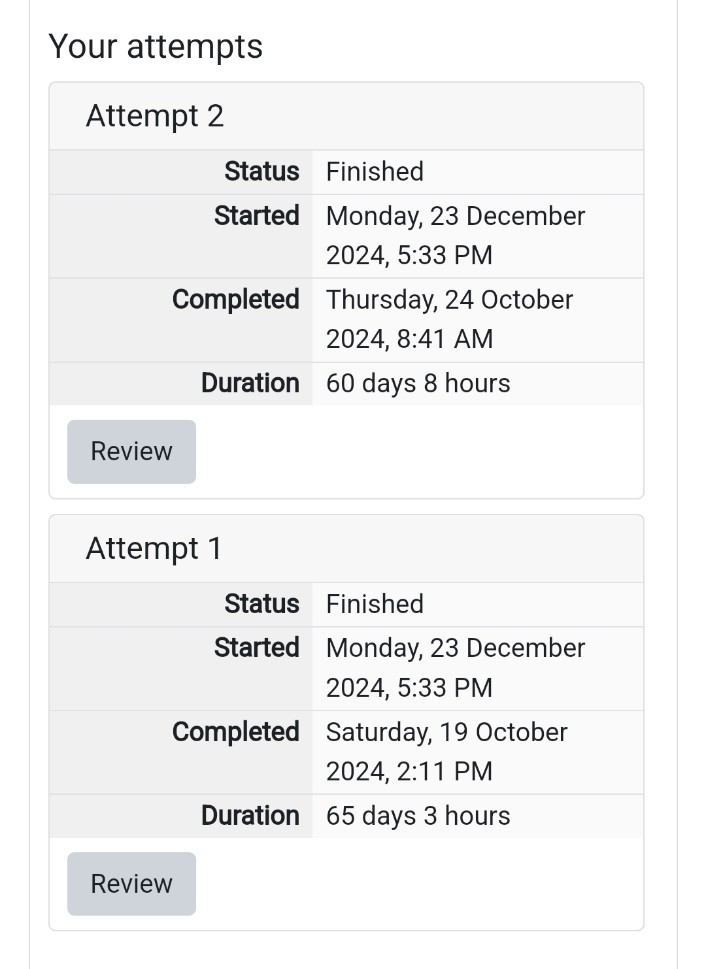 Your attempts
Attempt 2
Status Finished
Started Monday, 23 December
2024, 5:33 PM
Completed Thursday, 24 October
2024, 8:41 AM
Duration 60 days 8 hours
Review
Attempt 1
Status Finished
Started Monday, 23 December
2024, 5:33 PM
Completed Saturday, 19 October
2024, 2:11 PM
Duration 65 days 3 hours
Review